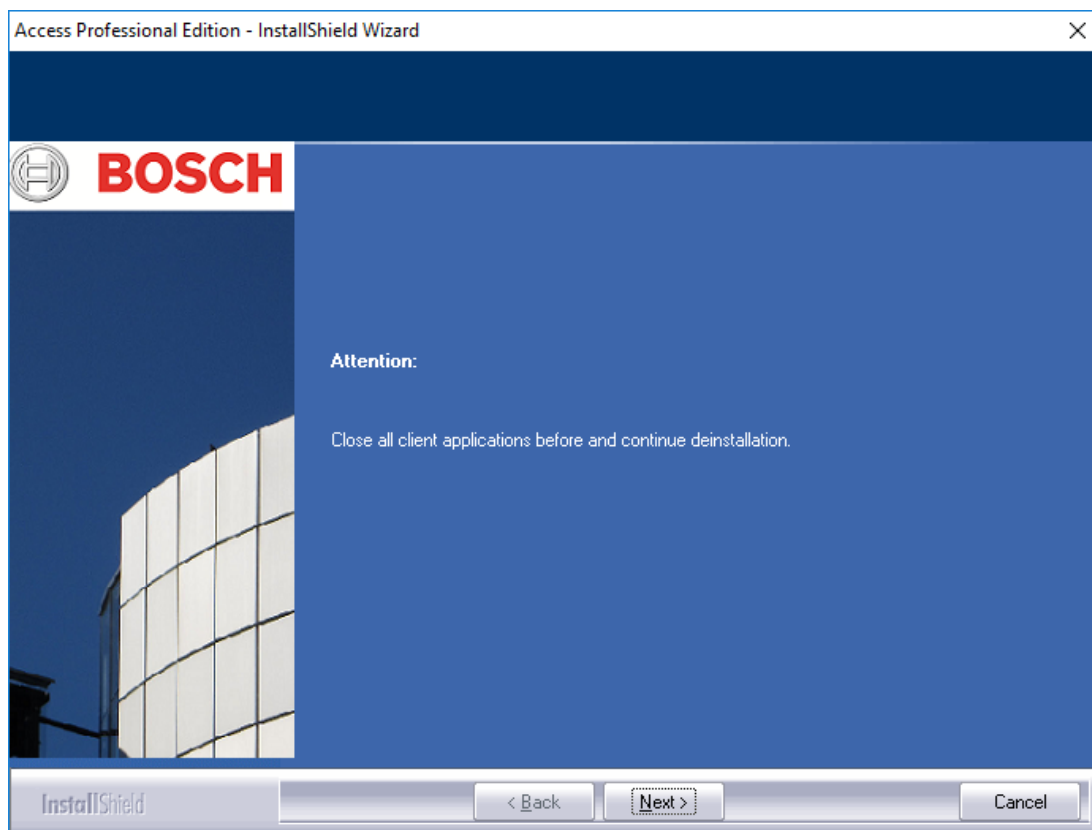 Access Professional Edition - InstallShield Wizard
BOSCH
Attention:
Close all client applications before and continue deinstallation.
InstallShield
< Back
Next >
Cancel